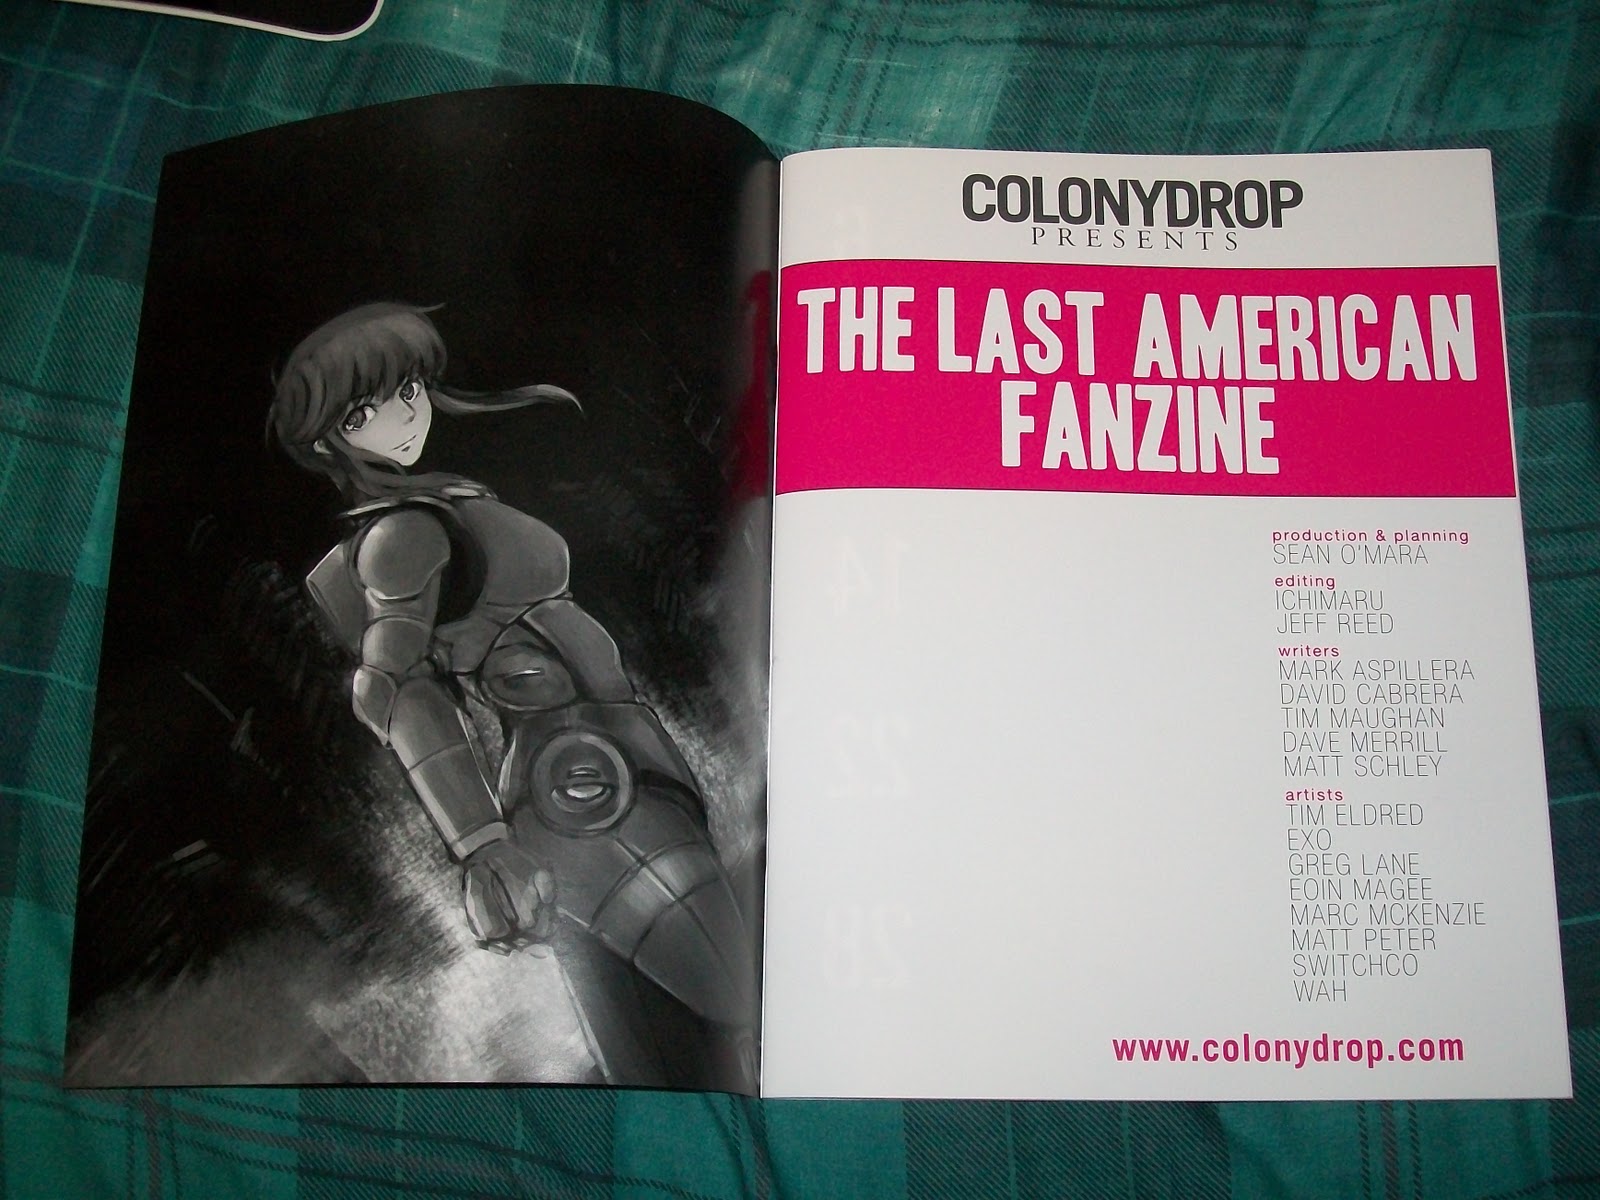 COLONYDROP
PRESENTS
THE LAST AMERICAN
FANZINE
production & planning
SEAN O'MARA
editing
ICHIMARU
JEFF REED
writers
MARK ASPILLERA
DAVID CABRERA
TIM MAUGHAN
DAVE MERRILL
MATT SCHLEY
artists
TIM ELDRED
EXO
GREG LANE
EOIN MAGEE
MARC MCKENZIE
MATT PETER
SWITCHCO
WAH
www.colonydrop.com